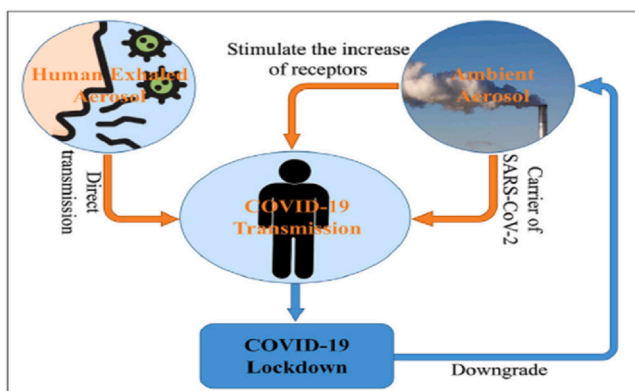 Human Exhaled
Aerosol
Stimulate the increase
of receptors
Ambient
Aerosol
Direct
transmission
COVID-19
Transmission
Carrier of
SARS-CoV-2
COVID-19
Lockdown
Downgrade